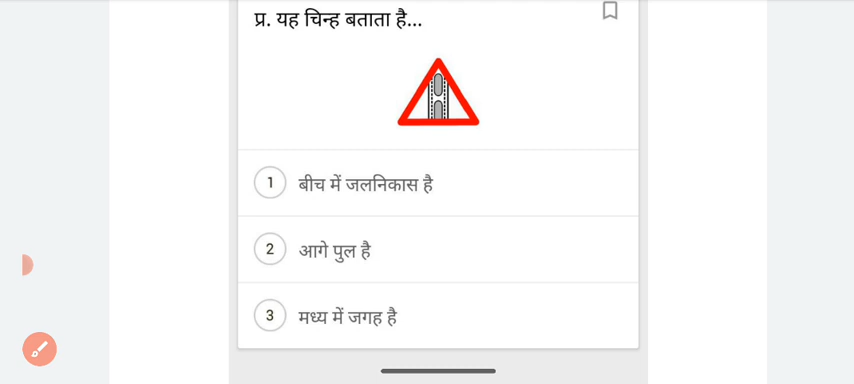 प्र. यह चिन्ह बताता है...
1 बीच में जलनिकास है
2 आगे पुल है
3 मध्य में जगह है